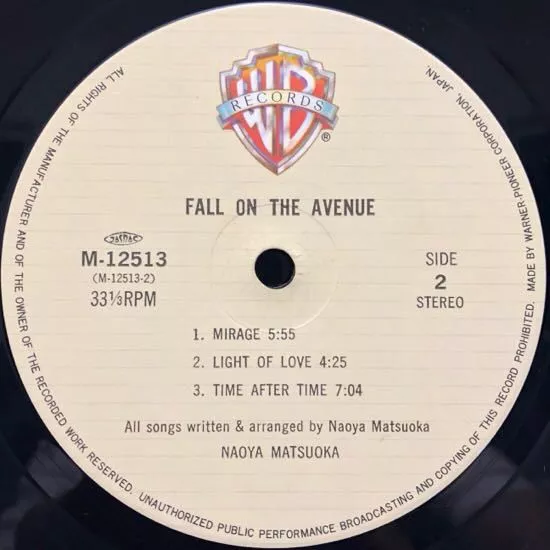 WB
RECORDS
®
FALL ON THE AVENUE
JASRAC
M-12513
(M-12513-2)
33⅓RPM
SIDE
2
STEREO
1. MIRAGE 5:55
2. LIGHT OF LOVE 4:25
3. TIME AFTER TIME 7:04
All songs written & arranged by Naoya Matsuoka
NAOYA MATSUOKA
ALL RIGHTS OF THE MANUFACTURER AND OF THE OWNER OF THE RECORDED WORK RESERVED. UNAUTHORIZED PUBLIC PERFORMANCE·BROADCASTING AND COPYING OF THIS RECORD PROHIBITED. MADE BY WARNER-PIONEER CORPORATION, JAPAN.